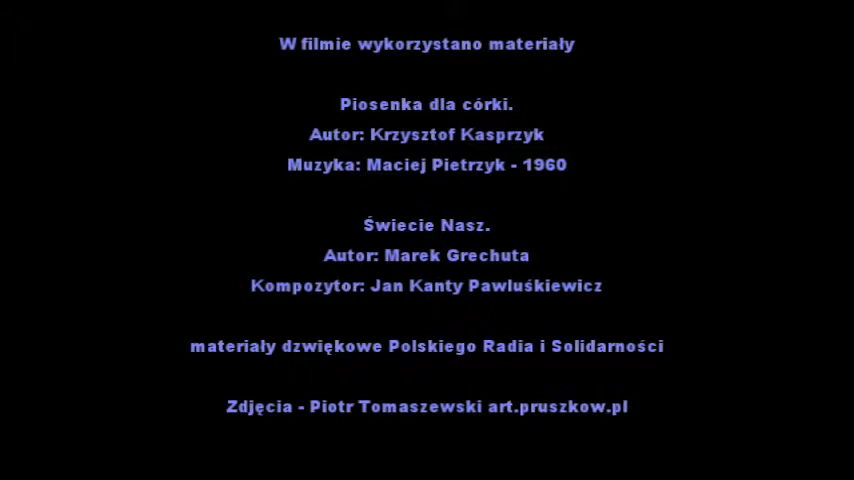 W filmie wykorzystano materiały
Piosenka dla córki.
Autor: Krzysztof Kasprzyk
Muzyka: Maciej Pietrzyk - 1960
Świecie Nasz.
Autor: Marek Grechuta
Kompozytor: Jan Kanty Pawluśkiewicz
materiały dzwiękowe Polskiego Radia i Solidarności
Zdjęcia - Piotr Tomaszewski art.pruszkow.pl